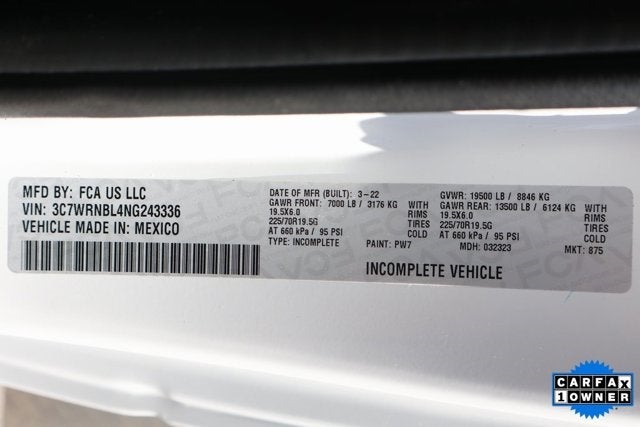 MFD BY: FCA US LLC
VIN: 3C7WRNBL4NG243336
VEHICLE MADE IN: MEXICO
DATE OF MFR (BUILT): 3-22
GAWR FRONT: 7000 LB / 3176 KG WITH
19.5X6.0 RIMS
225/70R19.5G TIRES
AT 660 kPa / 95 PSI COLD
TYPE: INCOMPLETE
GVWR: 19500 LB / 8846 KG
GAWR REAR: 13500 LB / 6124 KG WITH
19.5X6.0 RIMS
225/70R19.5G TIRES
AT 660 kPa / 95 PSI COLD
PAINT: PW7 MDH: 032323 MKT: 875
INCOMPLETE VEHICLE
CARFAX
1 OWNER